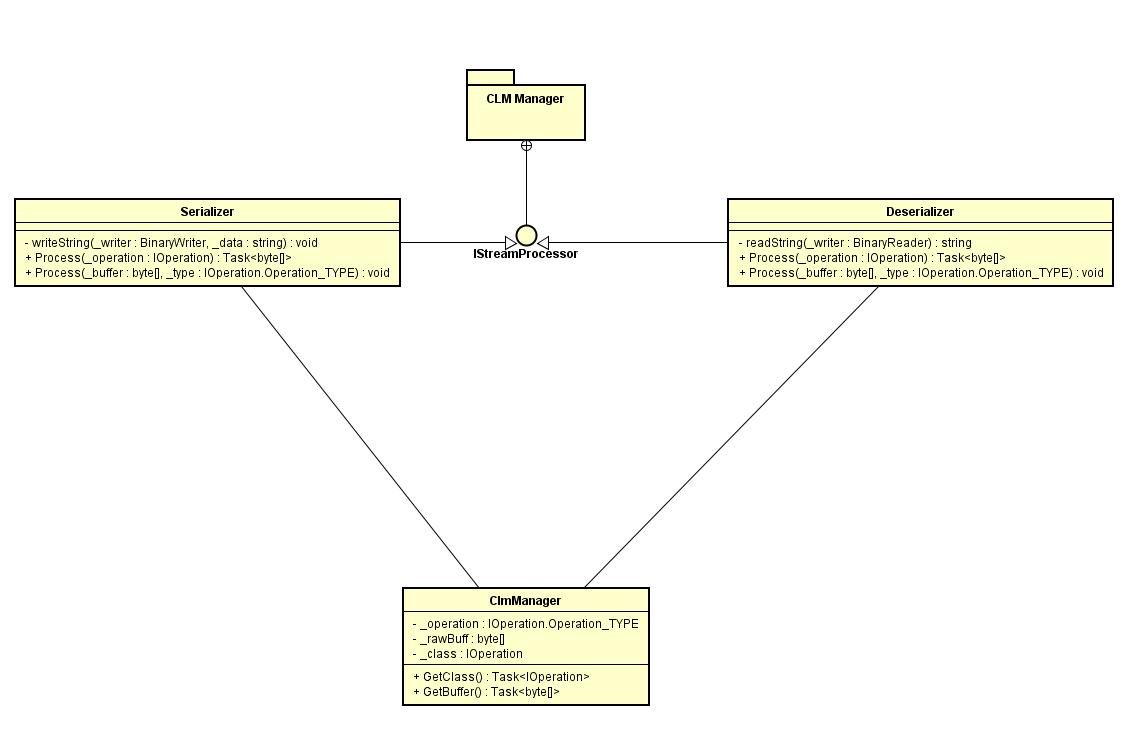 CLM Manager
Serializer
- writeString(_writer : BinaryWriter, _data : string) : void
+ Process(_operation : IOperation) : Task<byte[]>
+ Process(_buffer : byte[], _type : IOperation.Operation_TYPE) : void
IStreamProcessor
Deserializer
- readString(_writer : BinaryReader) : string
+ Process(_operation : IOperation) : Task<byte[]>
+ Process(_buffer : byte[], _type : IOperation.Operation_TYPE) : void
ClmManager
- _operation : IOperation.Operation_TYPE
- _rawBuff : byte[]
- _class : IOperation
+ GetClass() : Task<IOperation>
+ GetBuffer() : Task<byte[]>